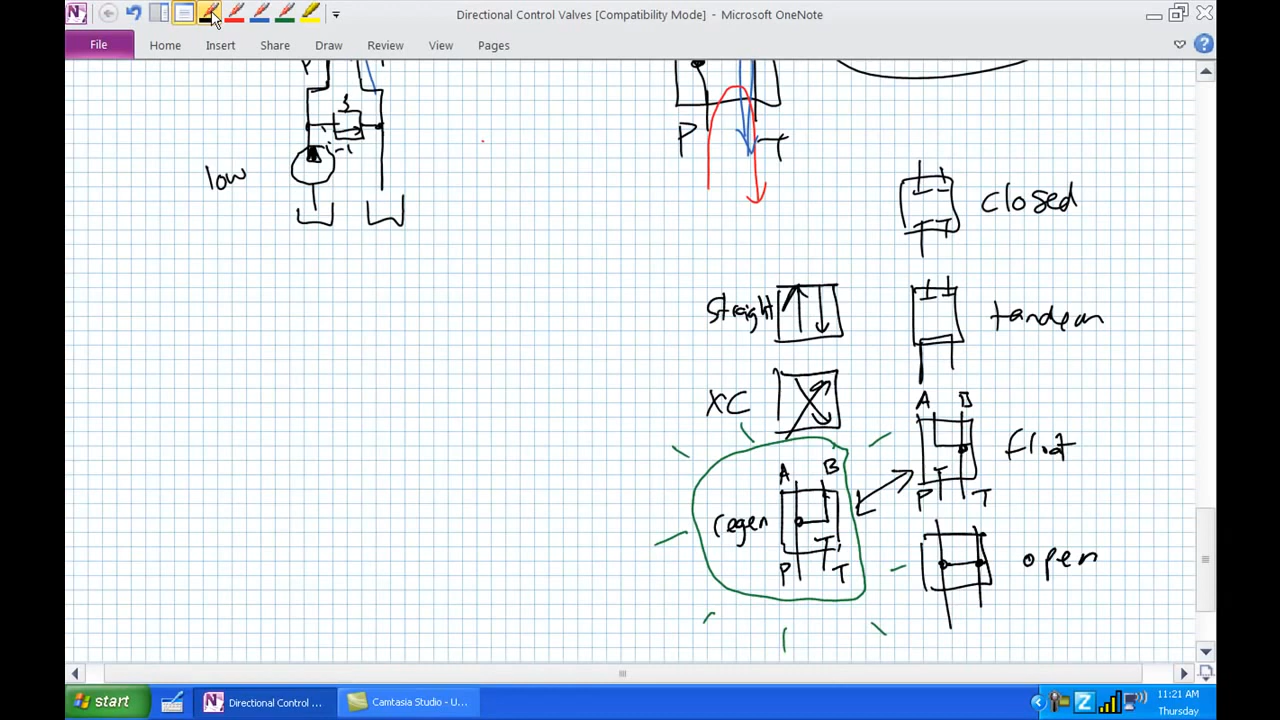 Directional Control Valves [Compatibility Mode] - Microsoft OneNote
File Home Insert Share Draw Review View Pages
P
P T
low
closed
straight
tandem
XC
A B
float
P T
A B
regen
P T
open
start
Directional Control ...
Camtasia Studio - U...
11:21 AM
Thursday